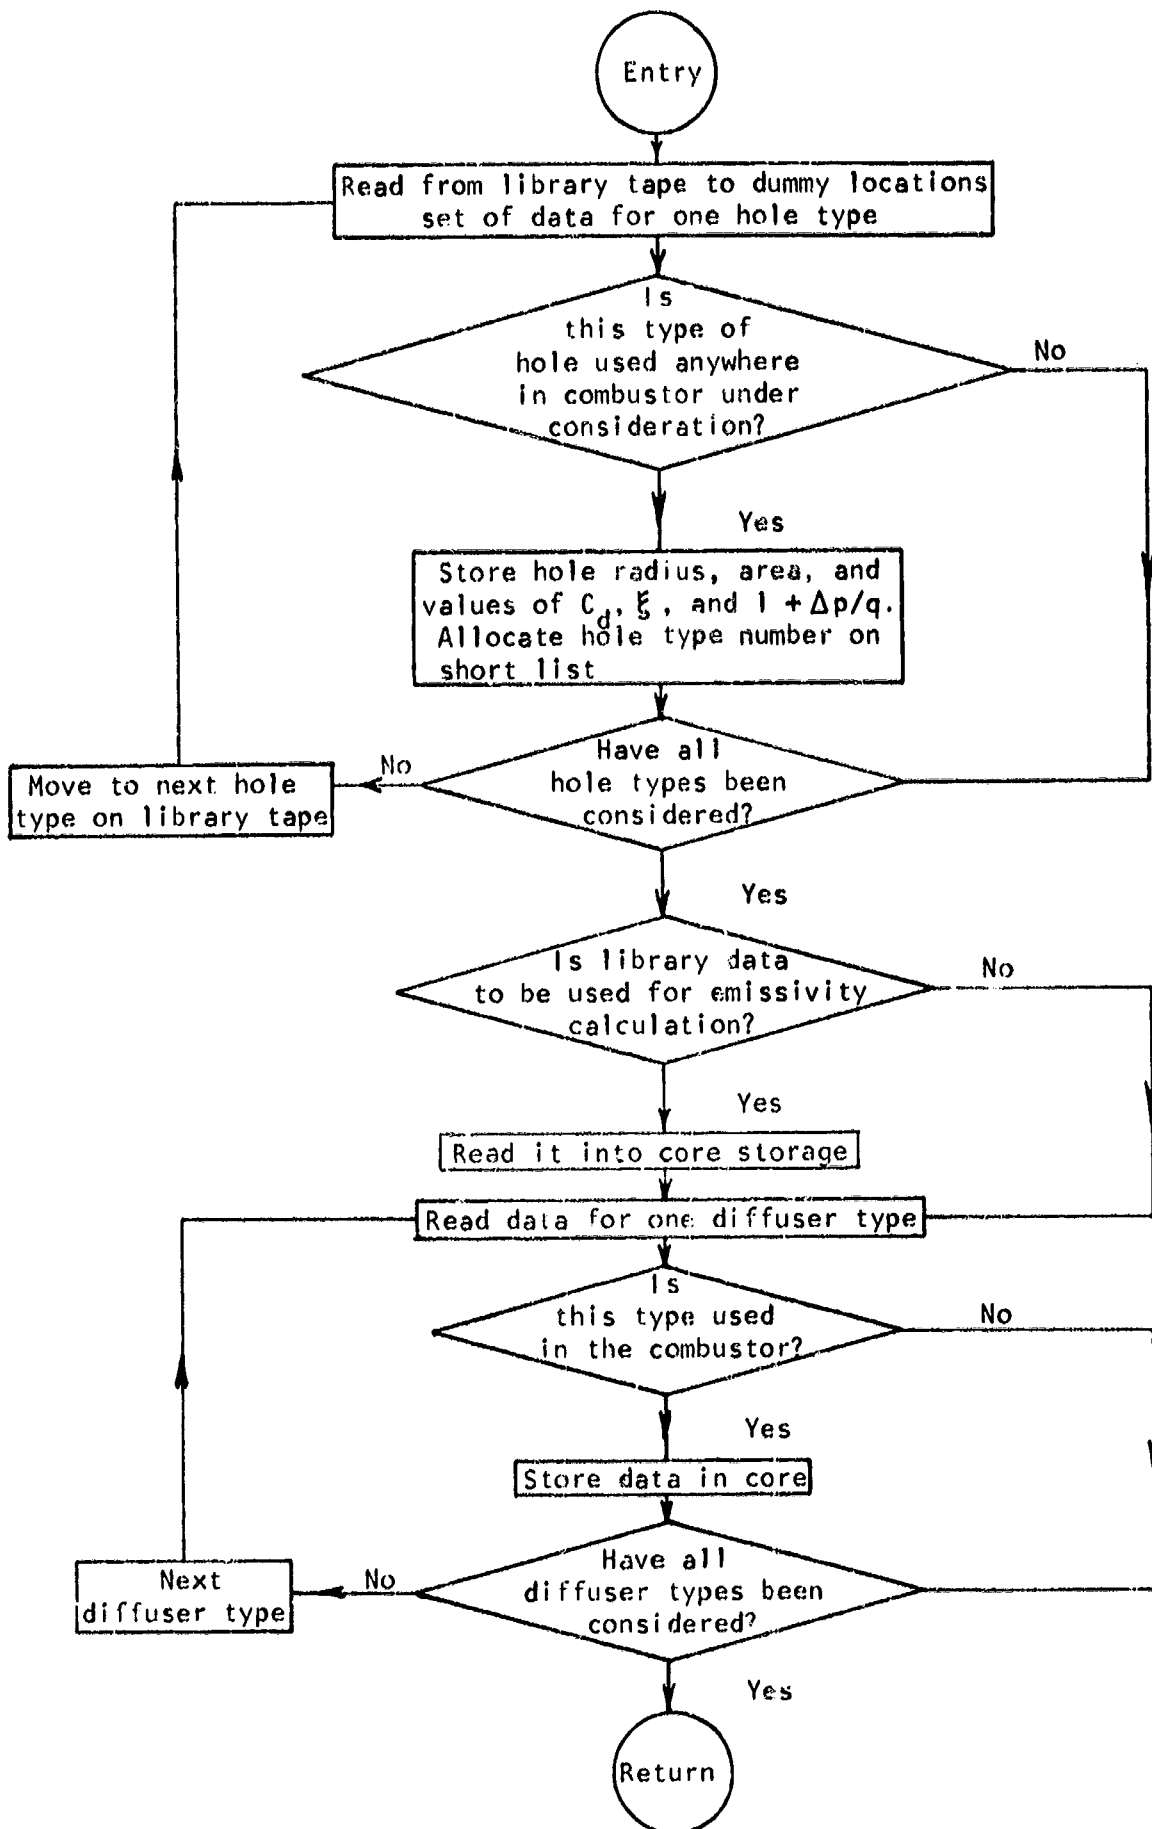 Entry
Read from library tape to dummy locations
set of data for one hole type
Is
this type of
hole used anywhere
in combustor under
consideration?
No
Yes
Store hole radius, area, and
values of C_d, ξ, and 1 + Δp/q.
Allocate hole type number on
short list
Have all
hole types been
considered?
No
Move to next hole
type on library tape
Yes
Is library data
to be used for emissivity
calculation?
No
Yes
Read it into core storage
Read data for one diffuser type
Is
this type used
in the combustor?
No
Yes
Store data in core
Have all
diffuser types been
considered?
No
Next
diffuser type
Yes
Return